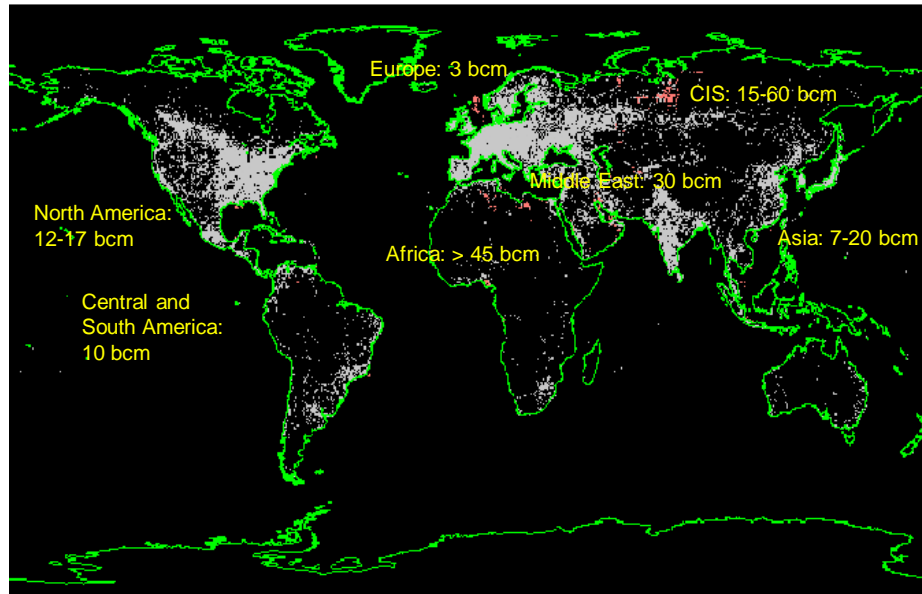 Europe: 3 bcm
CIS: 15-60 bcm
Middle East: 30 bcm
North America:
12-17 bcm
Asia: 7-20 bcm
Africa: > 45 bcm
Central and
South America:
10 bcm